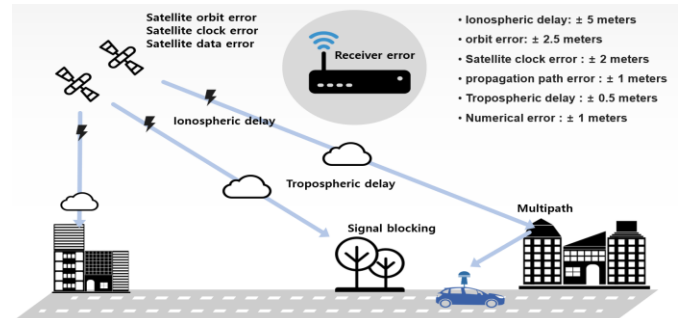 Satellite orbit error
Satellite clock error
Satellite data error
Receiver error
• Ionospheric delay: ± 5 meters
• orbit error: ± 2.5 meters
• Satellite clock error : ± 2 meters
• propagation path error : ± 1 meters
• Tropospheric delay : ± 0.5 meters
• Numerical error : ± 1 meters
Ionospheric delay
Tropospheric delay
Signal blocking
Multipath